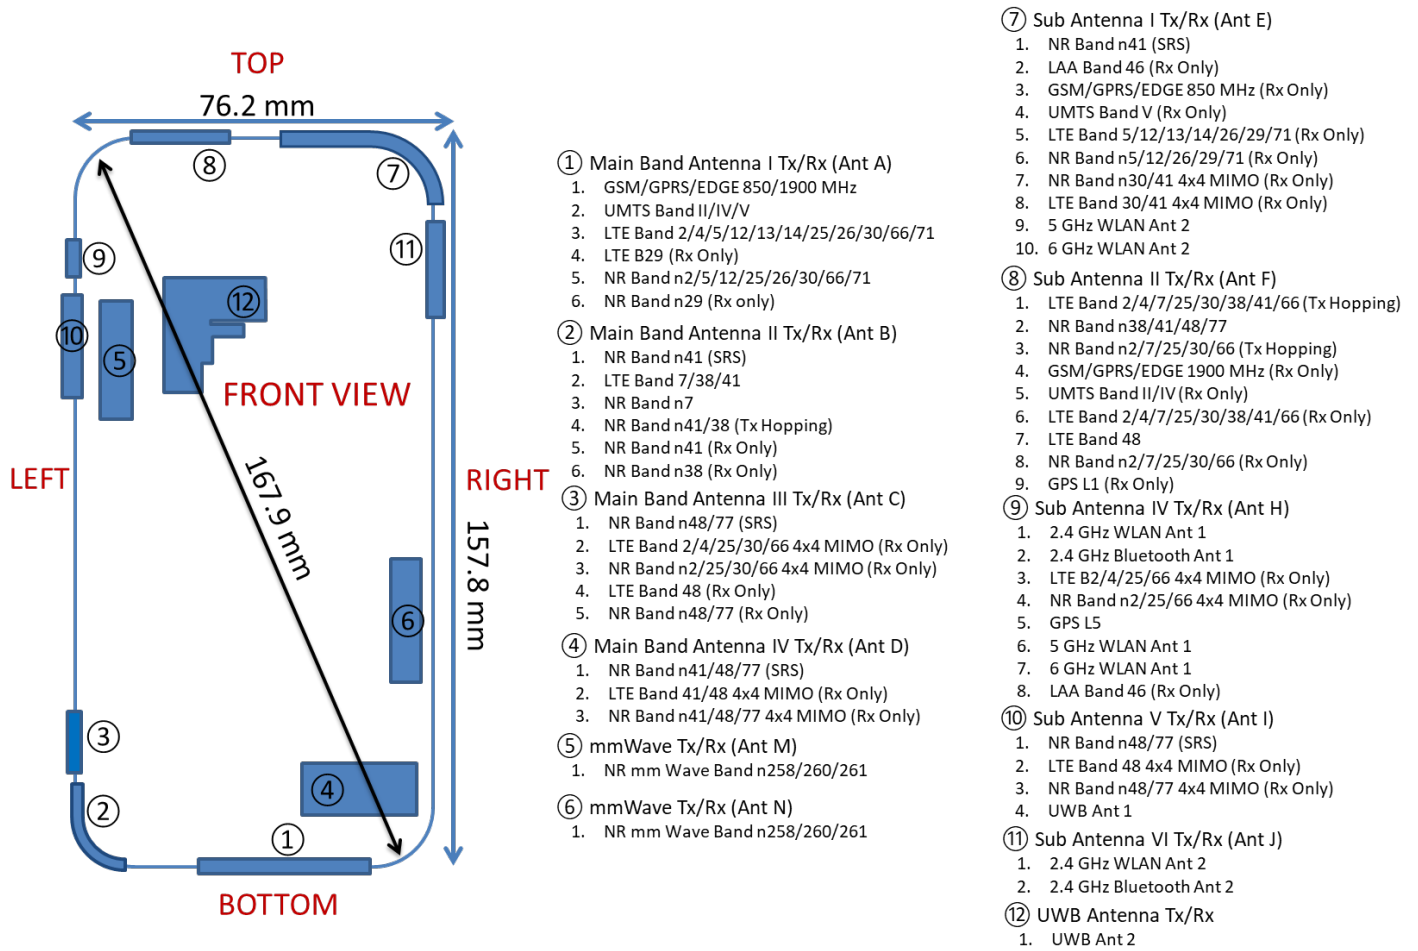 TOP
76.2 mm
⑧
⑦
⑪
⑨
⑫
⑩
⑤
FRONT VIEW
LEFT
RIGHT
167.9 mm
157.8 mm
⑥
③
④
②
①
BOTTOM
① Main Band Antenna I Tx/Rx (Ant A)
1. GSM/GPRS/EDGE 850/1900 MHz
2. UMTS Band II/IV/V
3. LTE Band 2/4/5/12/13/14/25/26/30/66/71
4. LTE B29 (Rx Only)
5. NR Band n2/5/12/25/26/30/66/71
6. NR Band n29 (Rx only)
② Main Band Antenna II Tx/Rx (Ant B)
1. NR Band n41 (SRS)
2. LTE Band 7/38/41
3. NR Band n7
4. NR Band n41/38 (Tx Hopping)
5. NR Band n41 (Rx Only)
6. NR Band n38 (Rx Only)
③ Main Band Antenna III Tx/Rx (Ant C)
1. NR Band n48/77 (SRS)
2. LTE Band 2/4/25/30/66 4x4 MIMO (Rx Only)
3. NR Band n2/25/30/66 4x4 MIMO (Rx Only)
4. LTE Band 48 (Rx Only)
5. NR Band n48/77 (Rx Only)
④ Main Band Antenna IV Tx/Rx (Ant D)
1. NR Band n41/48/77 (SRS)
2. LTE Band 41/48 4x4 MIMO (Rx Only)
3. NR Band n41/48/77 4x4 MIMO (Rx Only)
⑤ mmWave Tx/Rx (Ant M)
1. NR mm Wave Band n258/260/261
⑥ mmWave Tx/Rx (Ant N)
1. NR mm Wave Band n258/260/261
⑦ Sub Antenna I Tx/Rx (Ant E)
1. NR Band n41 (SRS)
2. LAA Band 46 (Rx Only)
3. GSM/GPRS/EDGE 850 MHz (Rx Only)
4. UMTS Band V (Rx Only)
5. LTE Band 5/12/13/14/26/29/71 (Rx Only)
6. NR Band n5/12/26/29/71 (Rx Only)
7. NR Band n30/41 4x4 MIMO (Rx Only)
8. LTE Band 30/41 4x4 MIMO (Rx Only)
9. 5 GHz WLAN Ant 2
10. 6 GHz WLAN Ant 2
⑧ Sub Antenna II Tx/Rx (Ant F)
1. LTE Band 2/4/7/25/30/38/41/66 (Tx Hopping)
2. NR Band n38/41/48/77
3. NR Band n2/7/25/30/66 (Tx Hopping)
4. GSM/GPRS/EDGE 1900 MHz (Rx Only)
5. UMTS Band II/IV (Rx Only)
6. LTE Band 2/4/7/25/30/38/41/66 (Rx Only)
7. LTE Band 48
8. NR Band n2/7/25/30/66 (Rx Only)
9. GPS L1 (Rx Only)
⑨ Sub Antenna IV Tx/Rx (Ant H)
1. 2.4 GHz WLAN Ant 1
2. 2.4 GHz Bluetooth Ant 1
3. LTE B2/4/25/66 4x4 MIMO (Rx Only)
4. NR Band n2/25/66 4x4 MIMO (Rx Only)
5. GPS L5
6. 5 GHz WLAN Ant 1
7. 6 GHz WLAN Ant 1
8. LAA Band 46 (Rx Only)
⑩ Sub Antenna V Tx/Rx (Ant I)
1. NR Band n48/77 (SRS)
2. LTE Band 48 4x4 MIMO (Rx Only)
3. NR Band n48/77 4x4 MIMO (Rx Only)
4. UWB Ant 1
⑪ Sub Antenna VI Tx/Rx (Ant J)
1. 2.4 GHz WLAN Ant 2
2. 2.4 GHz Bluetooth Ant 2
⑫ UWB Antenna Tx/Rx
1. UWB Ant 2